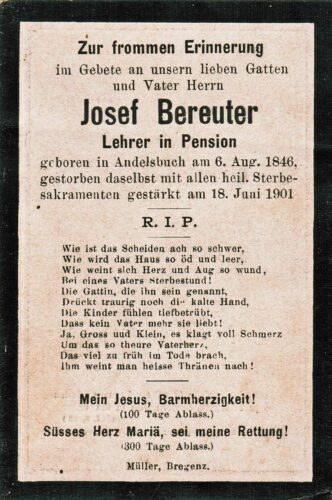 Zur frommen Erinnerung
im Gebete an unsern lieben Gatten
und Vater Herrn
Josef Bereuter
Lehrer in Pension
geboren in Andelsbuch am 6. Aug. 1846,
gestorben daselbst mit allen heil. Sterbe-
sakramenten gestärkt am 18. Juni 1901
R. I. P.
Wie ist das Scheiden ach so schwer,
Wie wird das Haus so öd und leer,
Wie weint sich Herz und Aug so wund,
Bei eines Vaters Sterbestund!
Die Gattin, die ihn sein genannt,
Drückt traurig noch die kalte Hand,
Die Kinder fühlen tiefbetrübt,
Dass kein Vater mehr sie liebt!
Ja, Gross und Klein, es klagt voll Schmerz
Um das so theure Vaterherz,
Das viel zu früh im Tode brach,
Ihm weint man heisse Thränen nach!
Mein Jesus, Barmherzigkeit!
(100 Tage Ablass.)
Süsses Herz Mariä, sei meine Rettung!
(300 Tage Ablass.)
Müller, Bregenz.